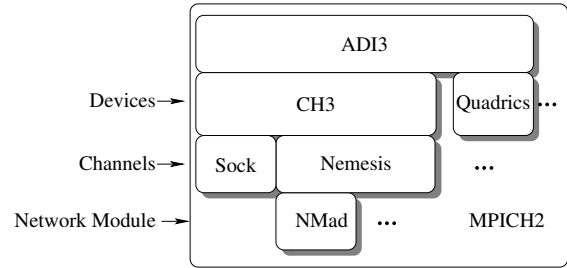 ADI3
Devices CH3 Quadrics ...
Channels Sock Nemesis ...
Network Module NMad ... MPICH2